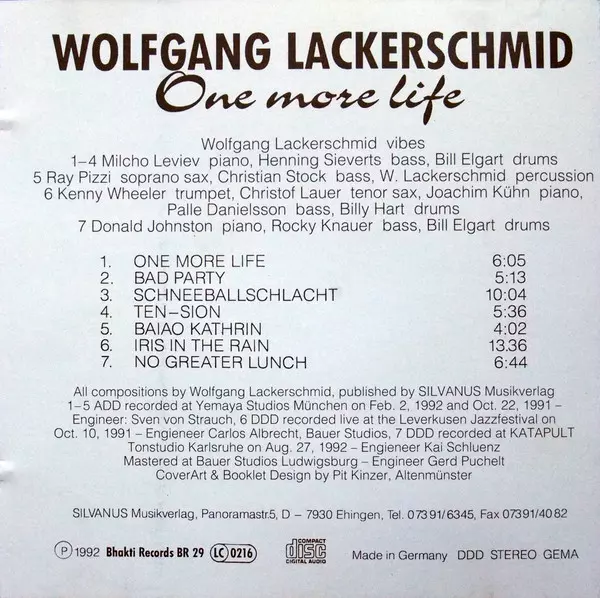 WOLFGANG LACKERSCHMID
One more life
Wolfgang Lackerschmid vibes
1–4 Milcho Leviev piano, Henning Sieverts bass, Bill Elgart drums
5 Ray Pizzi soprano sax, Christian Stock bass, W. Lackerschmid percussion
6 Kenny Wheeler trumpet, Christof Lauer tenor sax, Joachim Kühn piano,
Palle Danielsson bass, Billy Hart drums
7 Donald Johnston piano, Rocky Knauer bass, Bill Elgart drums
1. ONE MORE LIFE 6:05
2. BAD PARTY 5:13
3. SCHNEEBALLSCHLACHT 10:04
4. TEN–SION 5:36
5. BAIAO KATHRIN 4:02
6. IRIS IN THE RAIN 13.36
7. NO GREATER LUNCH 6:44
All compositions by Wolfgang Lackerschmid, published by SILVANUS Musikverlag
1–5 ADD recorded at Yemaya Studios München on Feb. 2, 1992 and Oct. 22, 1991 –
Engineer: Sven von Strauch, 6 DDD recorded live at the Leverkusen Jazzfestival on
Oct. 10, 1991 – Engieneer Carlos Albrecht, Bauer Studios, 7 DDD recorded at KATAPULT
Tonstudio Karlsruhe on Aug. 27, 1992 – Engieneer Kai Schluenz
Mastered at Bauer Studios Ludwigsburg – Engineer Gerd Puchelt
CoverArt & Booklet Design by Pit Kinzer, Altenmünster
SILVANUS Musikverlag, Panoramastr.5, D – 7930 Ehingen, Tel. 07391/6345, Fax 07391/4082
Ⓟ 1992 Bhakti Records BR 29 LC 0216 COMPACT disc DIGITAL AUDIO Made in Germany DDD STEREO GEMA